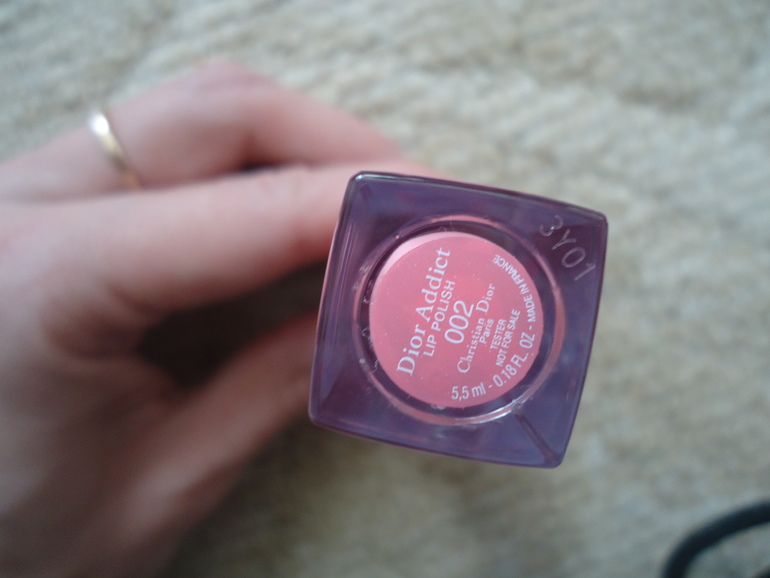 3Y01
Dior Addict
LIP POLISH
002
Christian Dior
Paris
TESTER
NOT FOR SALE
5,5 ml - 0.18 FL. OZ - MADE IN FRANCE